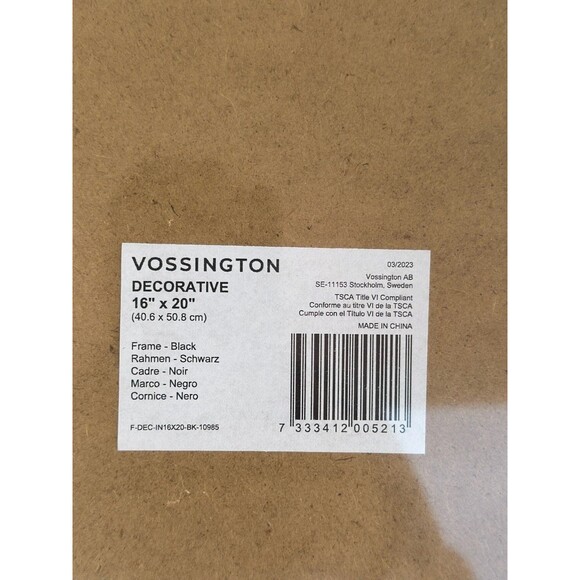 VOSSINGTON
DECORATIVE
16" x 20"
(40.6 x 50.8 cm)
Frame - Black
Rahmen - Schwarz
Cadre - Noir
Marco - Negro
Cornice - Nero
F-DEC-IN16X20-BK-10985
03/2023
Vossington AB
SE-11153 Stockholm, Sweden
TSCA Title VI Compliant
Conforme au titre VI de la TSCA
Cumple con el Título VI de la TSCA
MADE IN CHINA
7 333412 005213